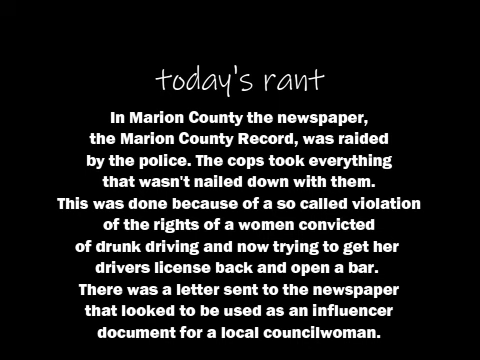 today's rant
In Marion County the newspaper,
the Marion County Record, was raided
by the police. The cops took everything
that wasn't nailed down with them.
This was done because of a so called violation
of the rights of a women convicted
of drunk driving and now trying to get her
drivers license back and open a bar.
There was a letter sent to the newspaper
that looked to be used as an influencer
document for a local councilwoman.